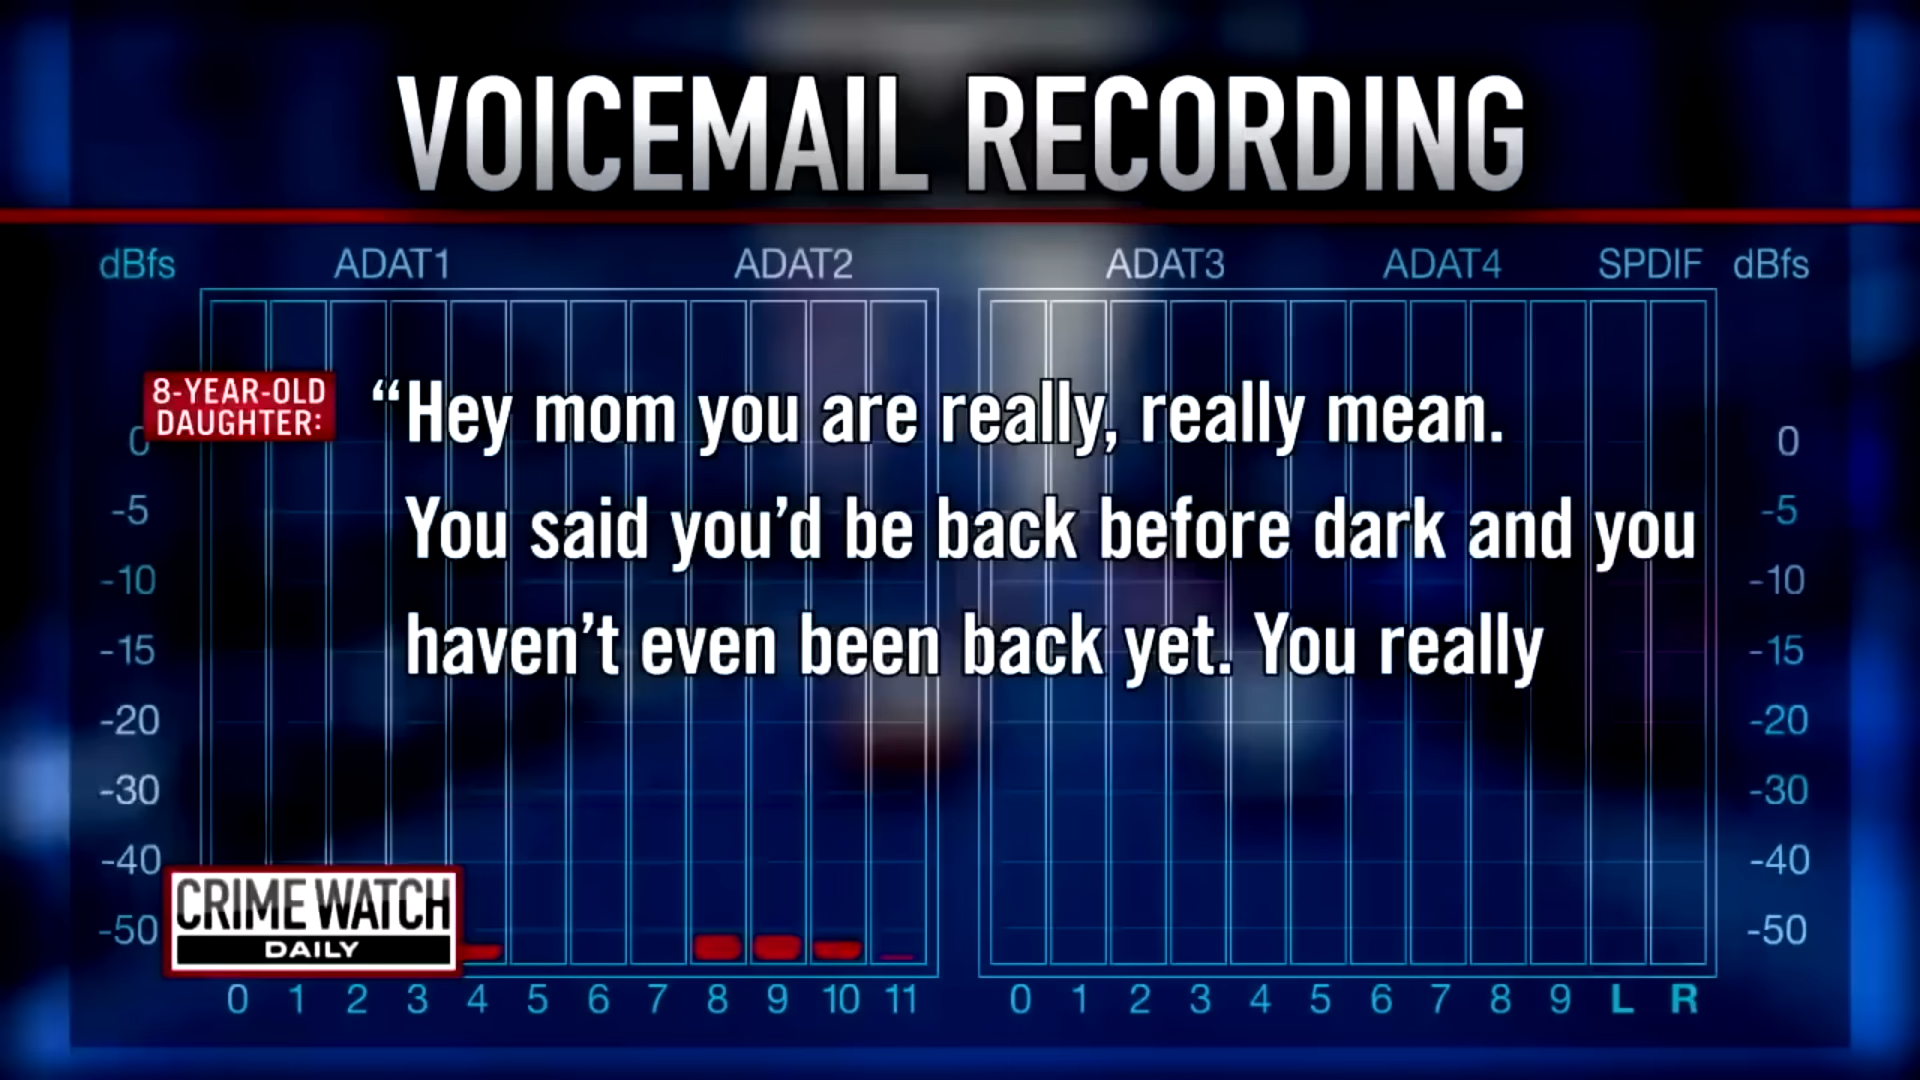 VOICEMAIL RECORDING
dBfs ADAT1 ADAT2 ADAT3 ADAT4 SPDIF dBfs
8-YEAR-OLD
DAUGHTER:
“Hey mom you are really, really mean.
You said you’d be back before dark and you
haven’t even been back yet. You really
0 0
-5 -5
-10 -10
-15 -15
-20 -20
-30 -30
-40 -40
-50 -50
CRIME WATCH
DAILY
0 1 2 3 4 5 6 7 8 9 10 11 0 1 2 3 4 5 6 7 8 9 L R